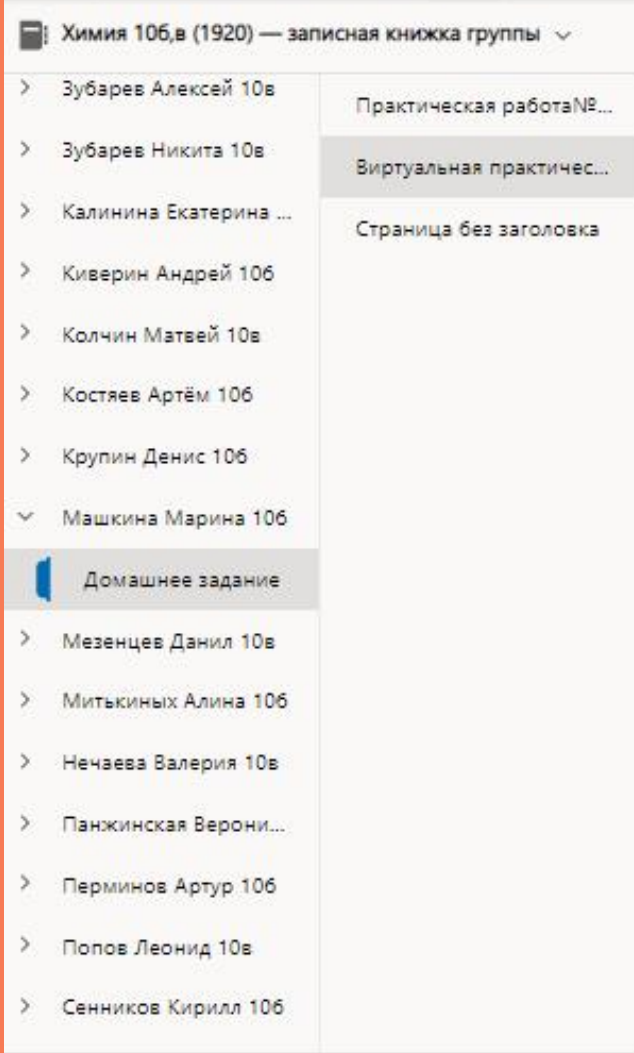 Химия 10б,в (1920) — записная книжка группы
Зубарев Алексей 10в
Зубарев Никита 10в
Калинина Екатерина ...
Киверин Андрей 10б
Колчин Матвей 10в
Костяев Артём 10б
Крупин Денис 10б
Машкина Марина 10б
Домашнее задание
Мезенцев Данил 10в
Митькиных Алина 10б
Нечаева Валерия 10в
Панжинская Верони...
Перминов Артур 10б
Попов Леонид 10в
Сенников Кирилл 10б
Практическая работа№...
Виртуальная практичес...
Страница без заголовка